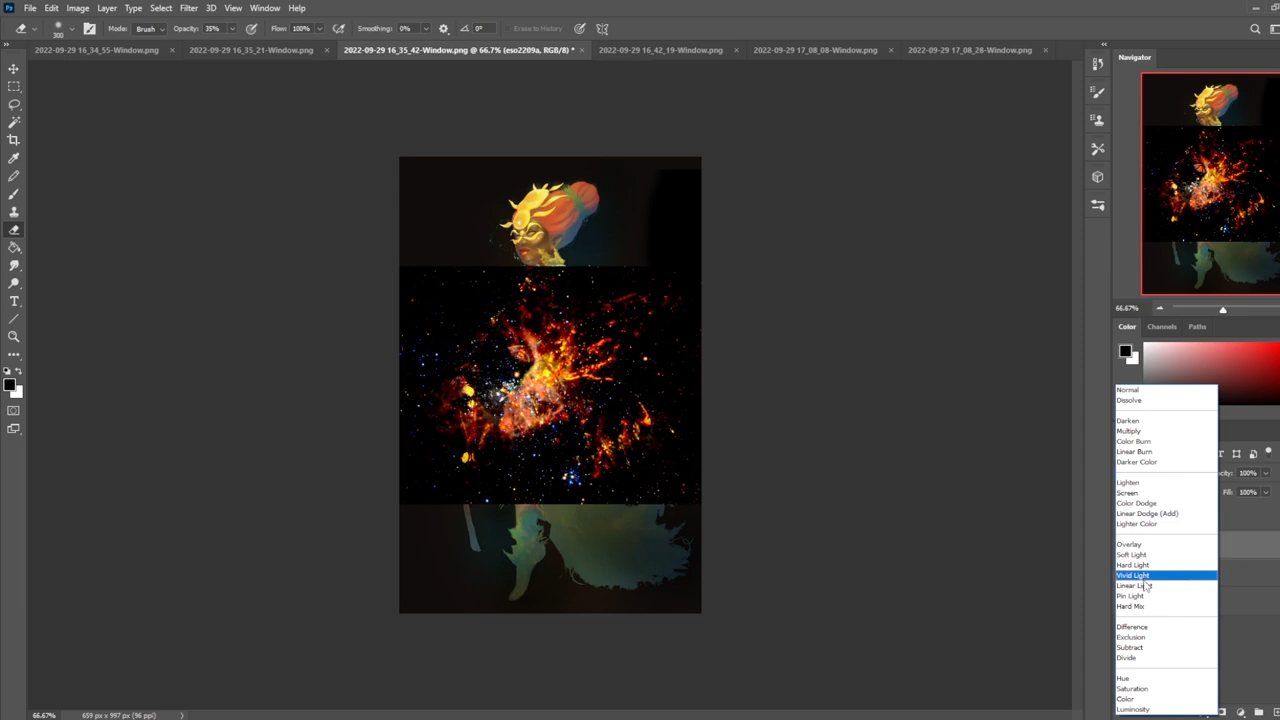 Ps File Edit Image Layer Type Select Filter 3D View Window Help
300 Mode: Brush Opacity: 35% Flow: 100% Smoothing: 0% 0° Erase to History
2022-09-29 16_34_55-Window.png × 2022-09-29 16_35_21-Window.png × 2022-09-29 16_35_42-Window.png @ 66.7% (eso2209a, RGB/8) * × 2022-09-29 16_42_19-Window.png × 2022-09-29 17_08_08-Window.png × 2022-09-29 17_08_28-Window.png ×
Navigator
66.67%
Color Channels Paths
Normal
Dissolve
Darken
Multiply
Color Burn
Linear Burn
Darker Color
Lighten
Screen
Color Dodge
Linear Dodge (Add)
Lighter Color
Overlay
Soft Light
Hard Light
Vivid Light
Linear Light
Pin Light
Hard Mix
Difference
Exclusion
Subtract
Divide
Hue
Saturation
Color
Luminosity
100%
Fill: 100%
66.67% 659 px x 997 px (96 ppi)